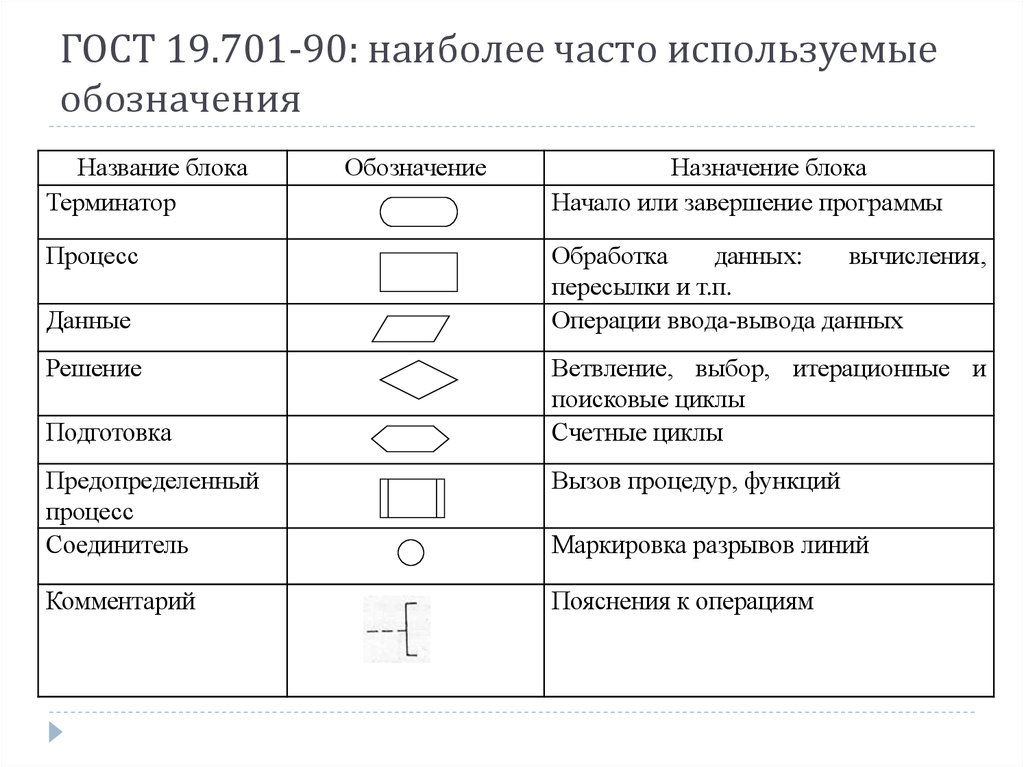 ГОСТ 19.701-90: наиболее часто используемые
обозначения
Название блока
Обозначение
Назначение блока
Терминатор
Начало или завершение программы
Процесс
Обработка данных: вычисления,
пересылки и т.п.
Данные
Операции ввода-вывода данных
Решение
Ветвление, выбор, итерационные и
поисковые циклы
Подготовка
Счетные циклы
Предопределенный
процесс
Вызов процедур, функций
Соединитель
Маркировка разрывов линий
Комментарий
Пояснения к операциям